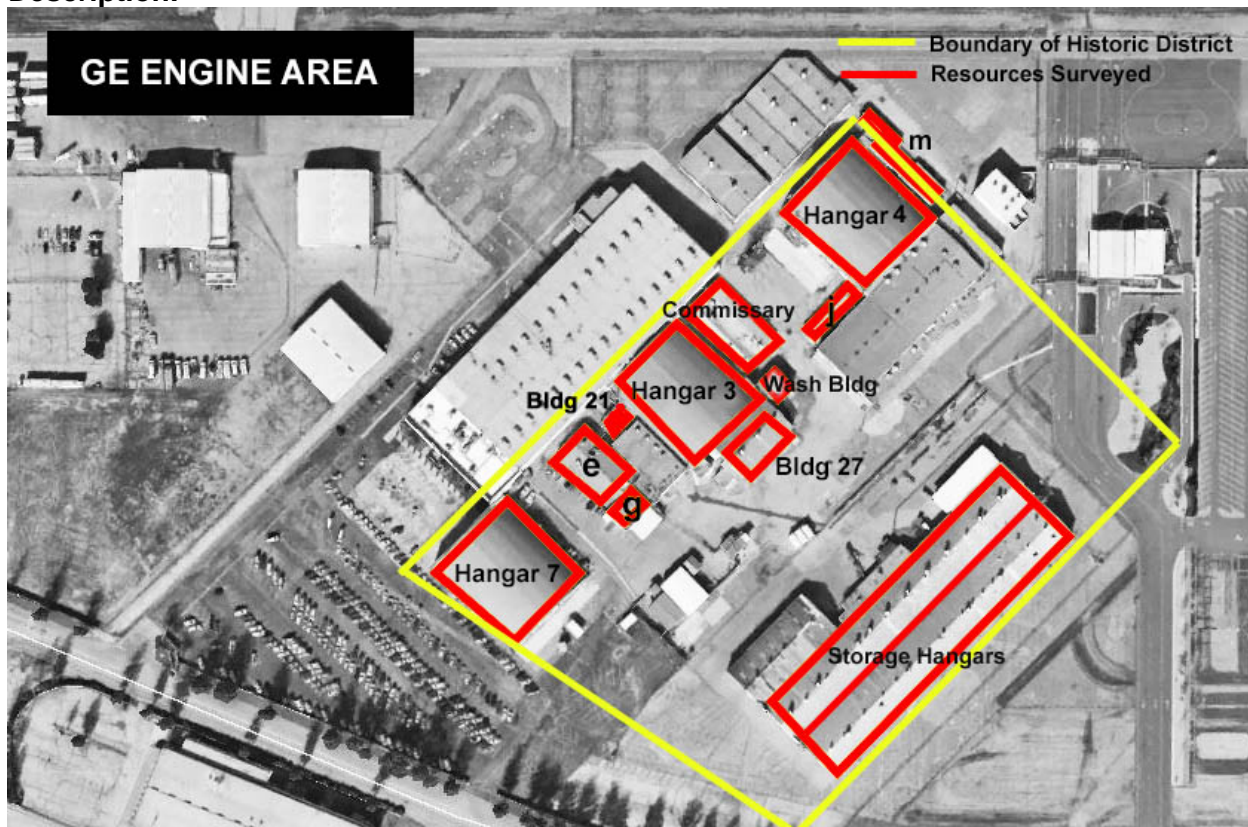 Description:
GE ENGINE AREA
Boundary of Historic District
Resources Surveyed
m
Hangar 4
Commissary
j
Hangar 3
Wash Bldg
Bldg 21
e
Bldg 27
g
Hangar 7
Storage Hangars